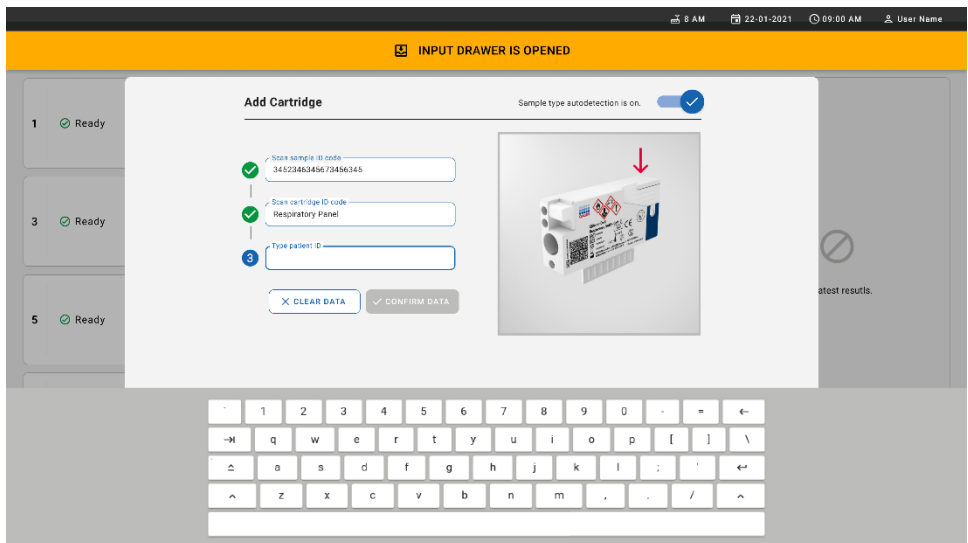 8 AM 22-01-2021 09:00 AM User Name
INPUT DRAWER IS OPENED
Add Cartridge
Sample type autodetection is on.
1 Ready
Scan sample ID code
3452346345673456345
Scan cartridge ID code
Respiratory Panel
3 Ready
Type patient ID
3
CLEAR DATA
CONFIRM DATA
atest resutls.
5 Ready
` 1 2 3 4 5 6 7 8 9 0 - =
q w e r t y u i o p [ ] \
a s d f g h j k l ; '
z x c v b n m , . /